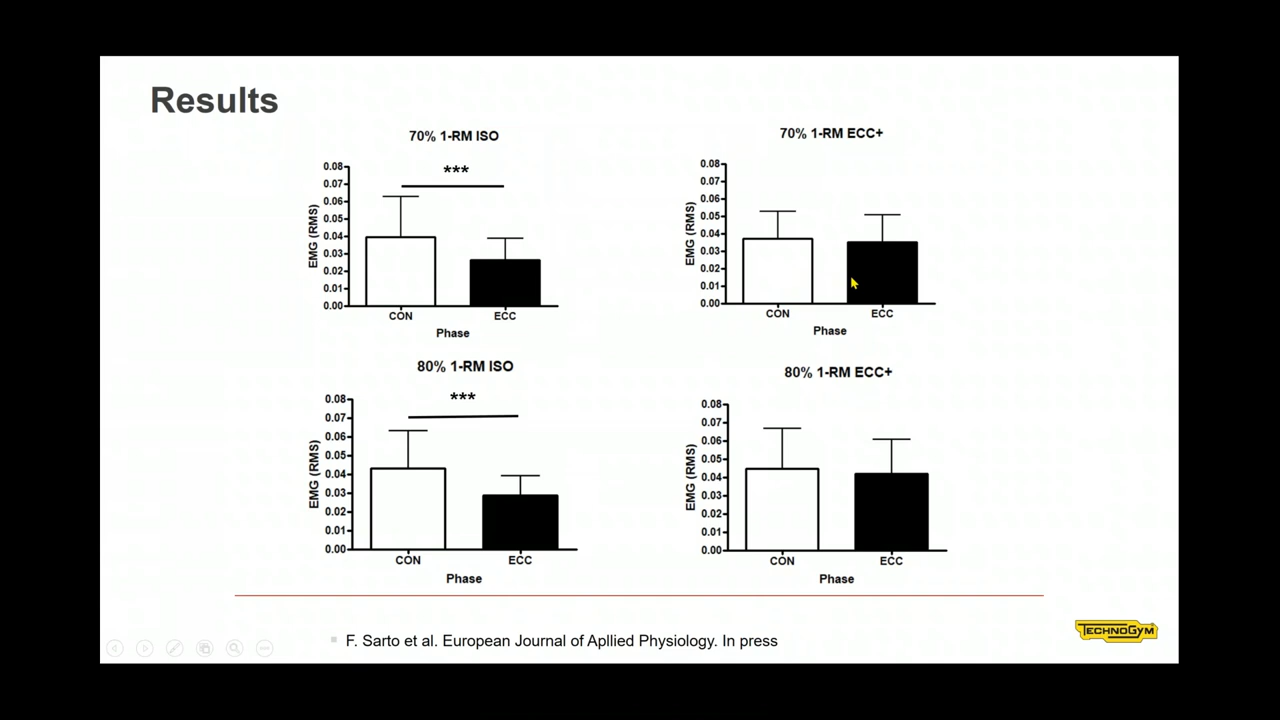 Results
70% 1-RM ISO
***
0.08
0.07
0.06
0.05
0.04
0.03
0.02
0.01
0.00
EMG (RMS)
CON ECC
Phase
70% 1-RM ECC+
0.08
0.07
0.06
0.05
0.04
0.03
0.02
0.01
0.00
EMG (RMS)
CON ECC
Phase
80% 1-RM ISO
***
0.08
0.07
0.06
0.05
0.04
0.03
0.02
0.01
0.00
EMG (RMS)
CON ECC
Phase
80% 1-RM ECC+
0.08
0.07
0.06
0.05
0.04
0.03
0.02
0.01
0.00
EMG (RMS)
CON ECC
Phase
F. Sarto et al. European Journal of Apllied Physiology. In press
TECHNOGYM